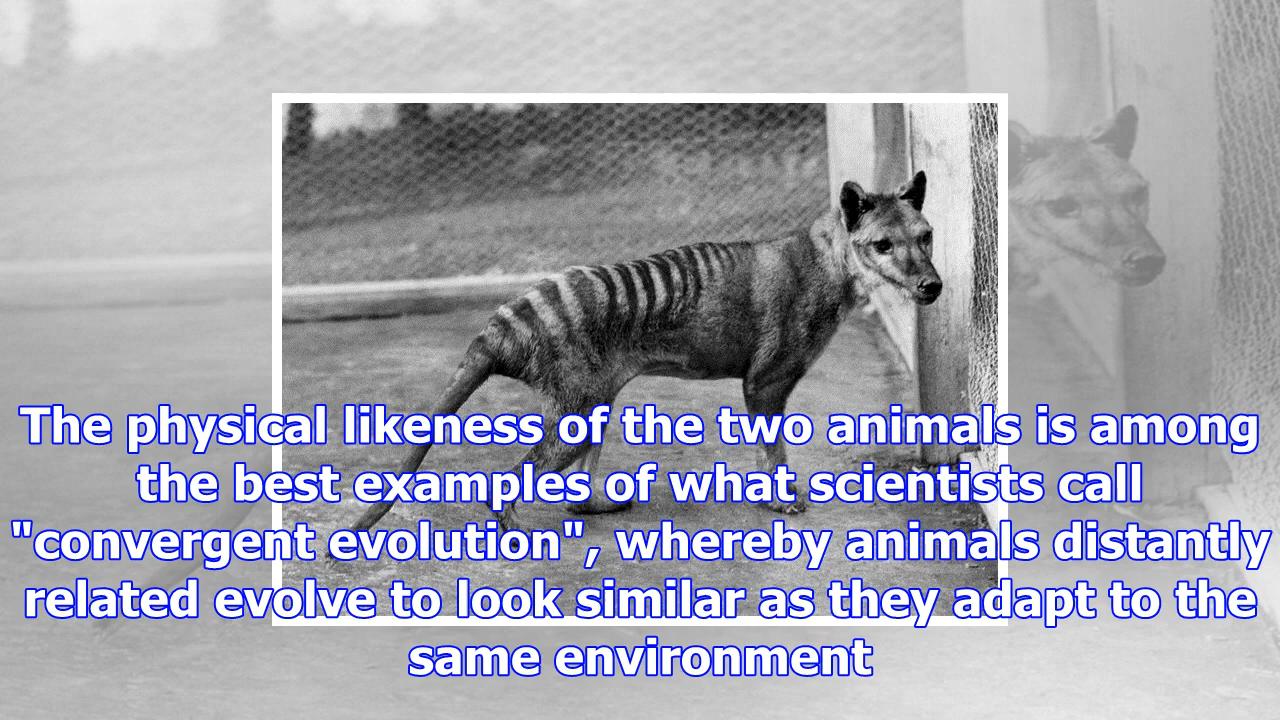 The physical likeness of the two animals is among
the best examples of what scientists call
"convergent evolution", whereby animals distantly
related evolve to look similar as they adapt to the
same environment